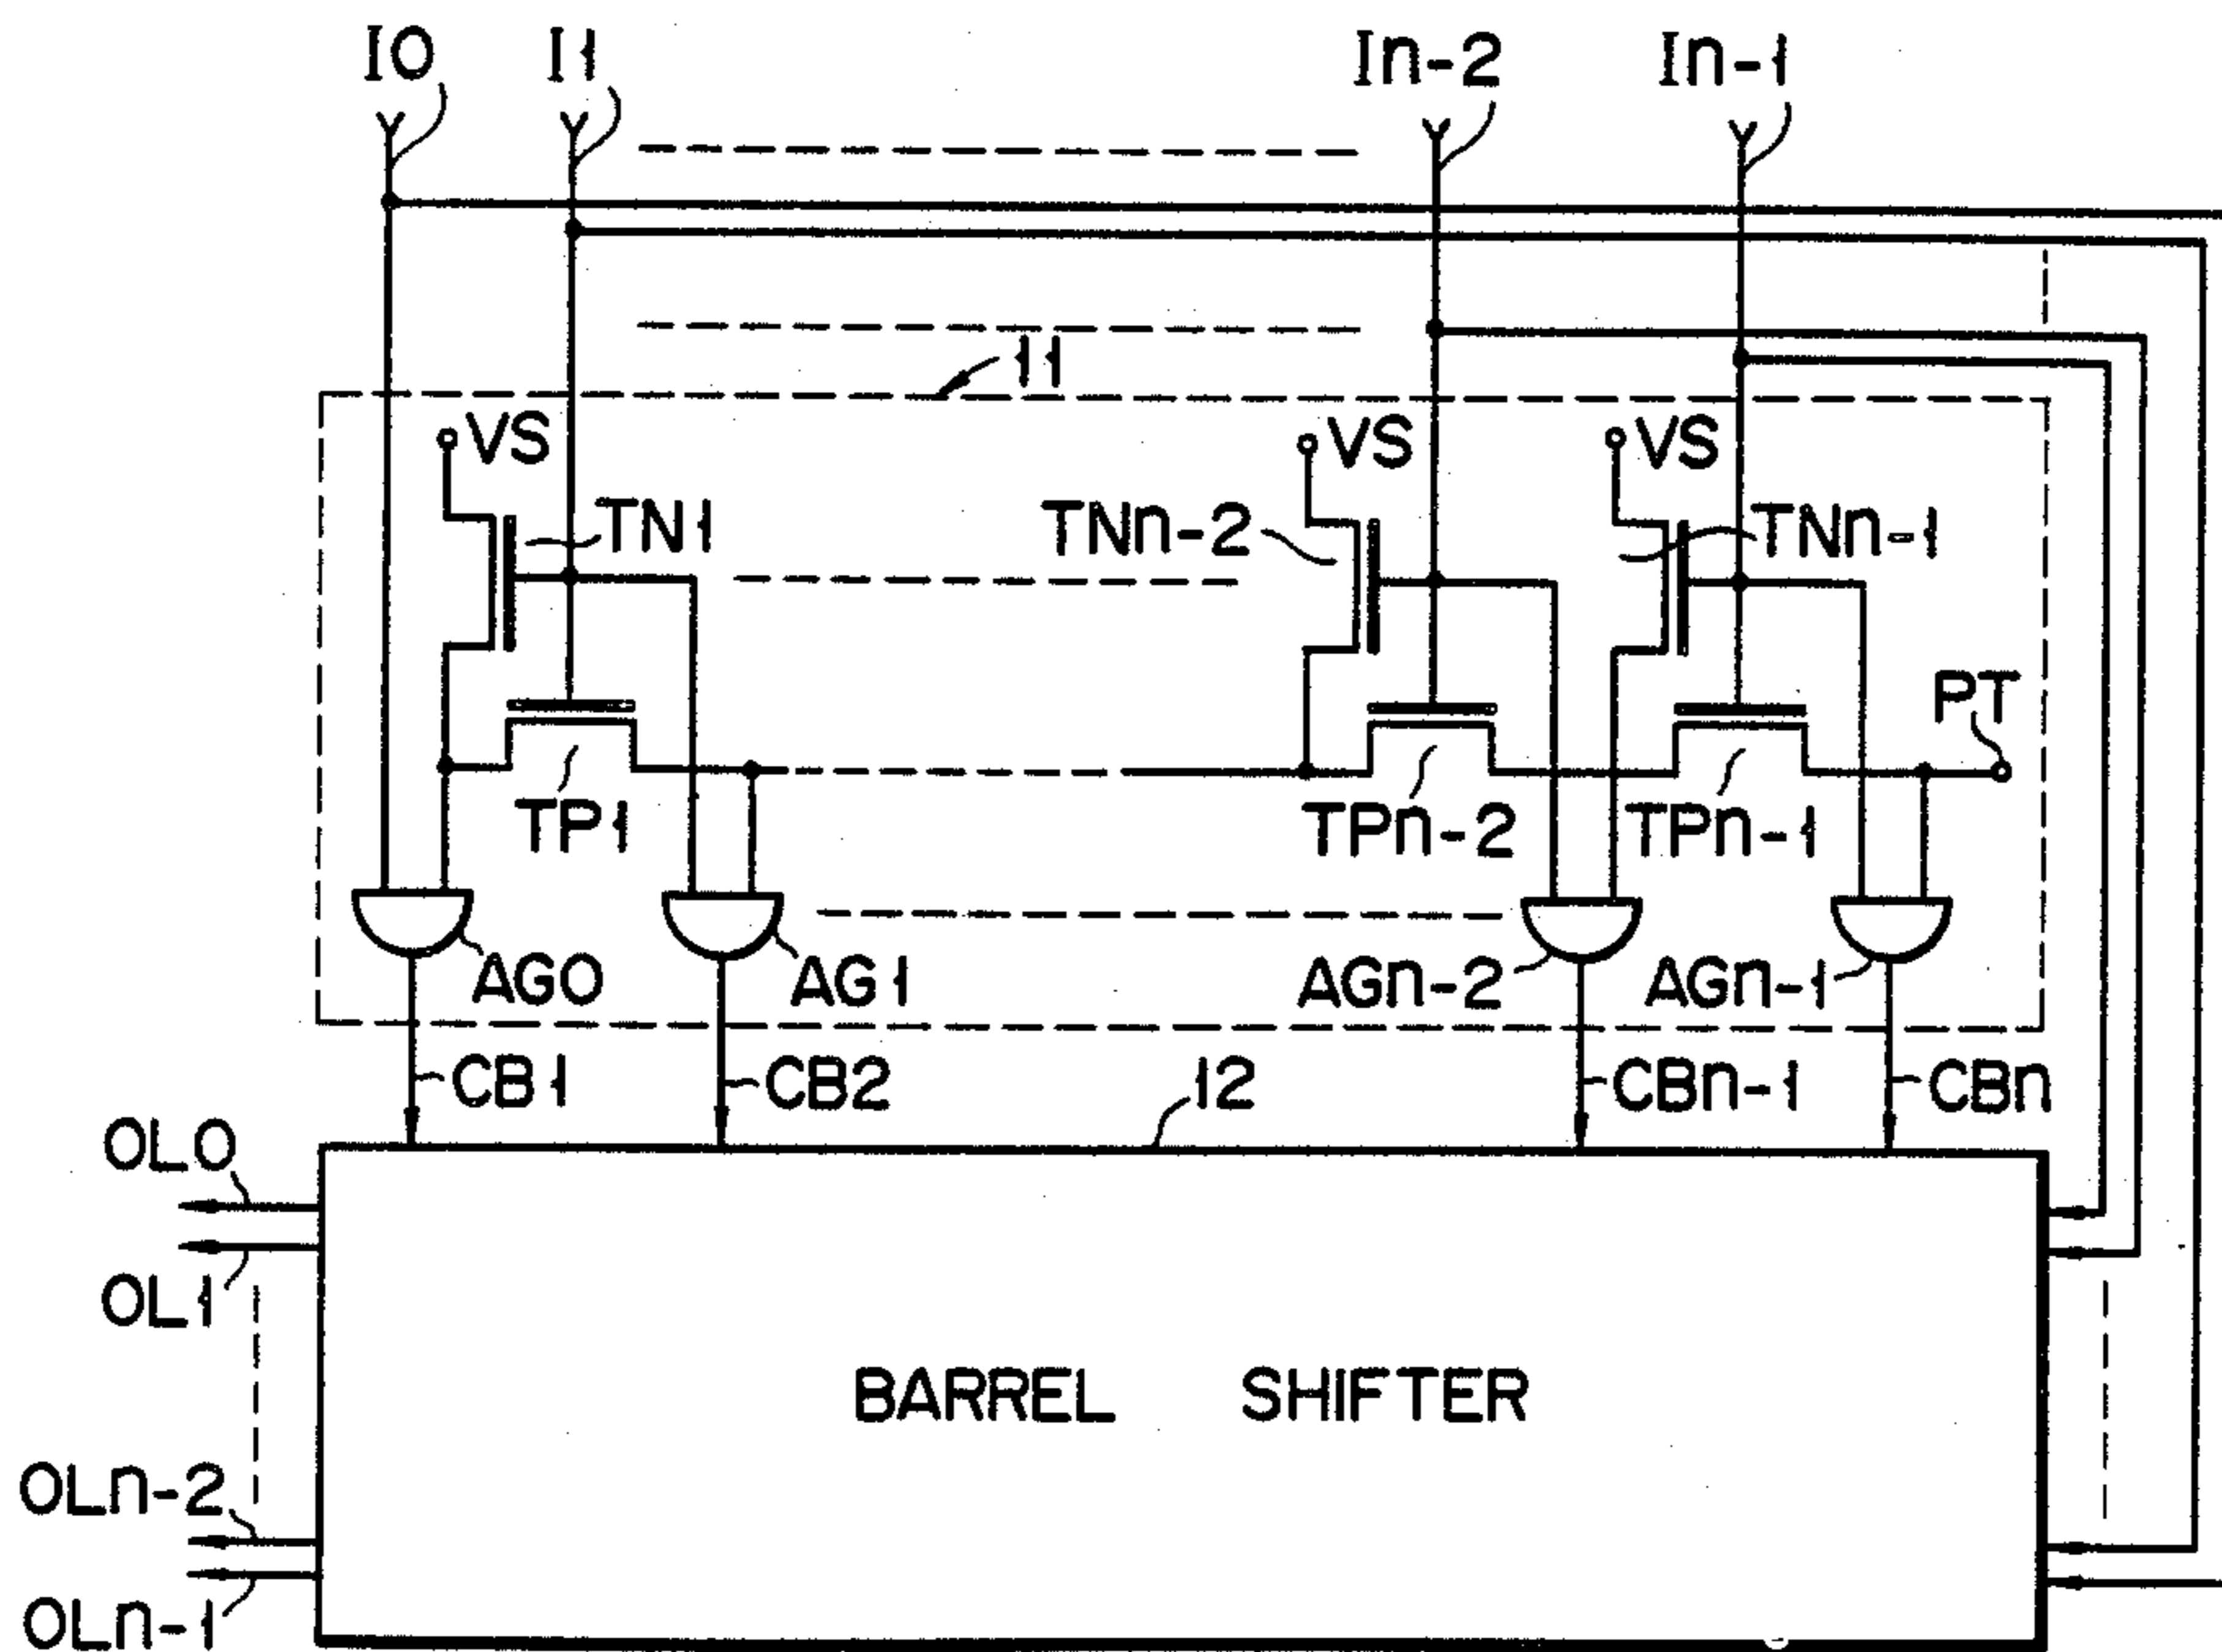 I0 I1 In-2 In-1
11
VS VS VS
TN1 TNn-2 TNn-1
PT
TP1 TPn-2 TPn-1
AG0 AG1 AGn-2 AGn-1
CB1 CB2 12 CBn-1 CBn
OL0
OL1
BARREL SHIFTER
OLn-2
OLn-1